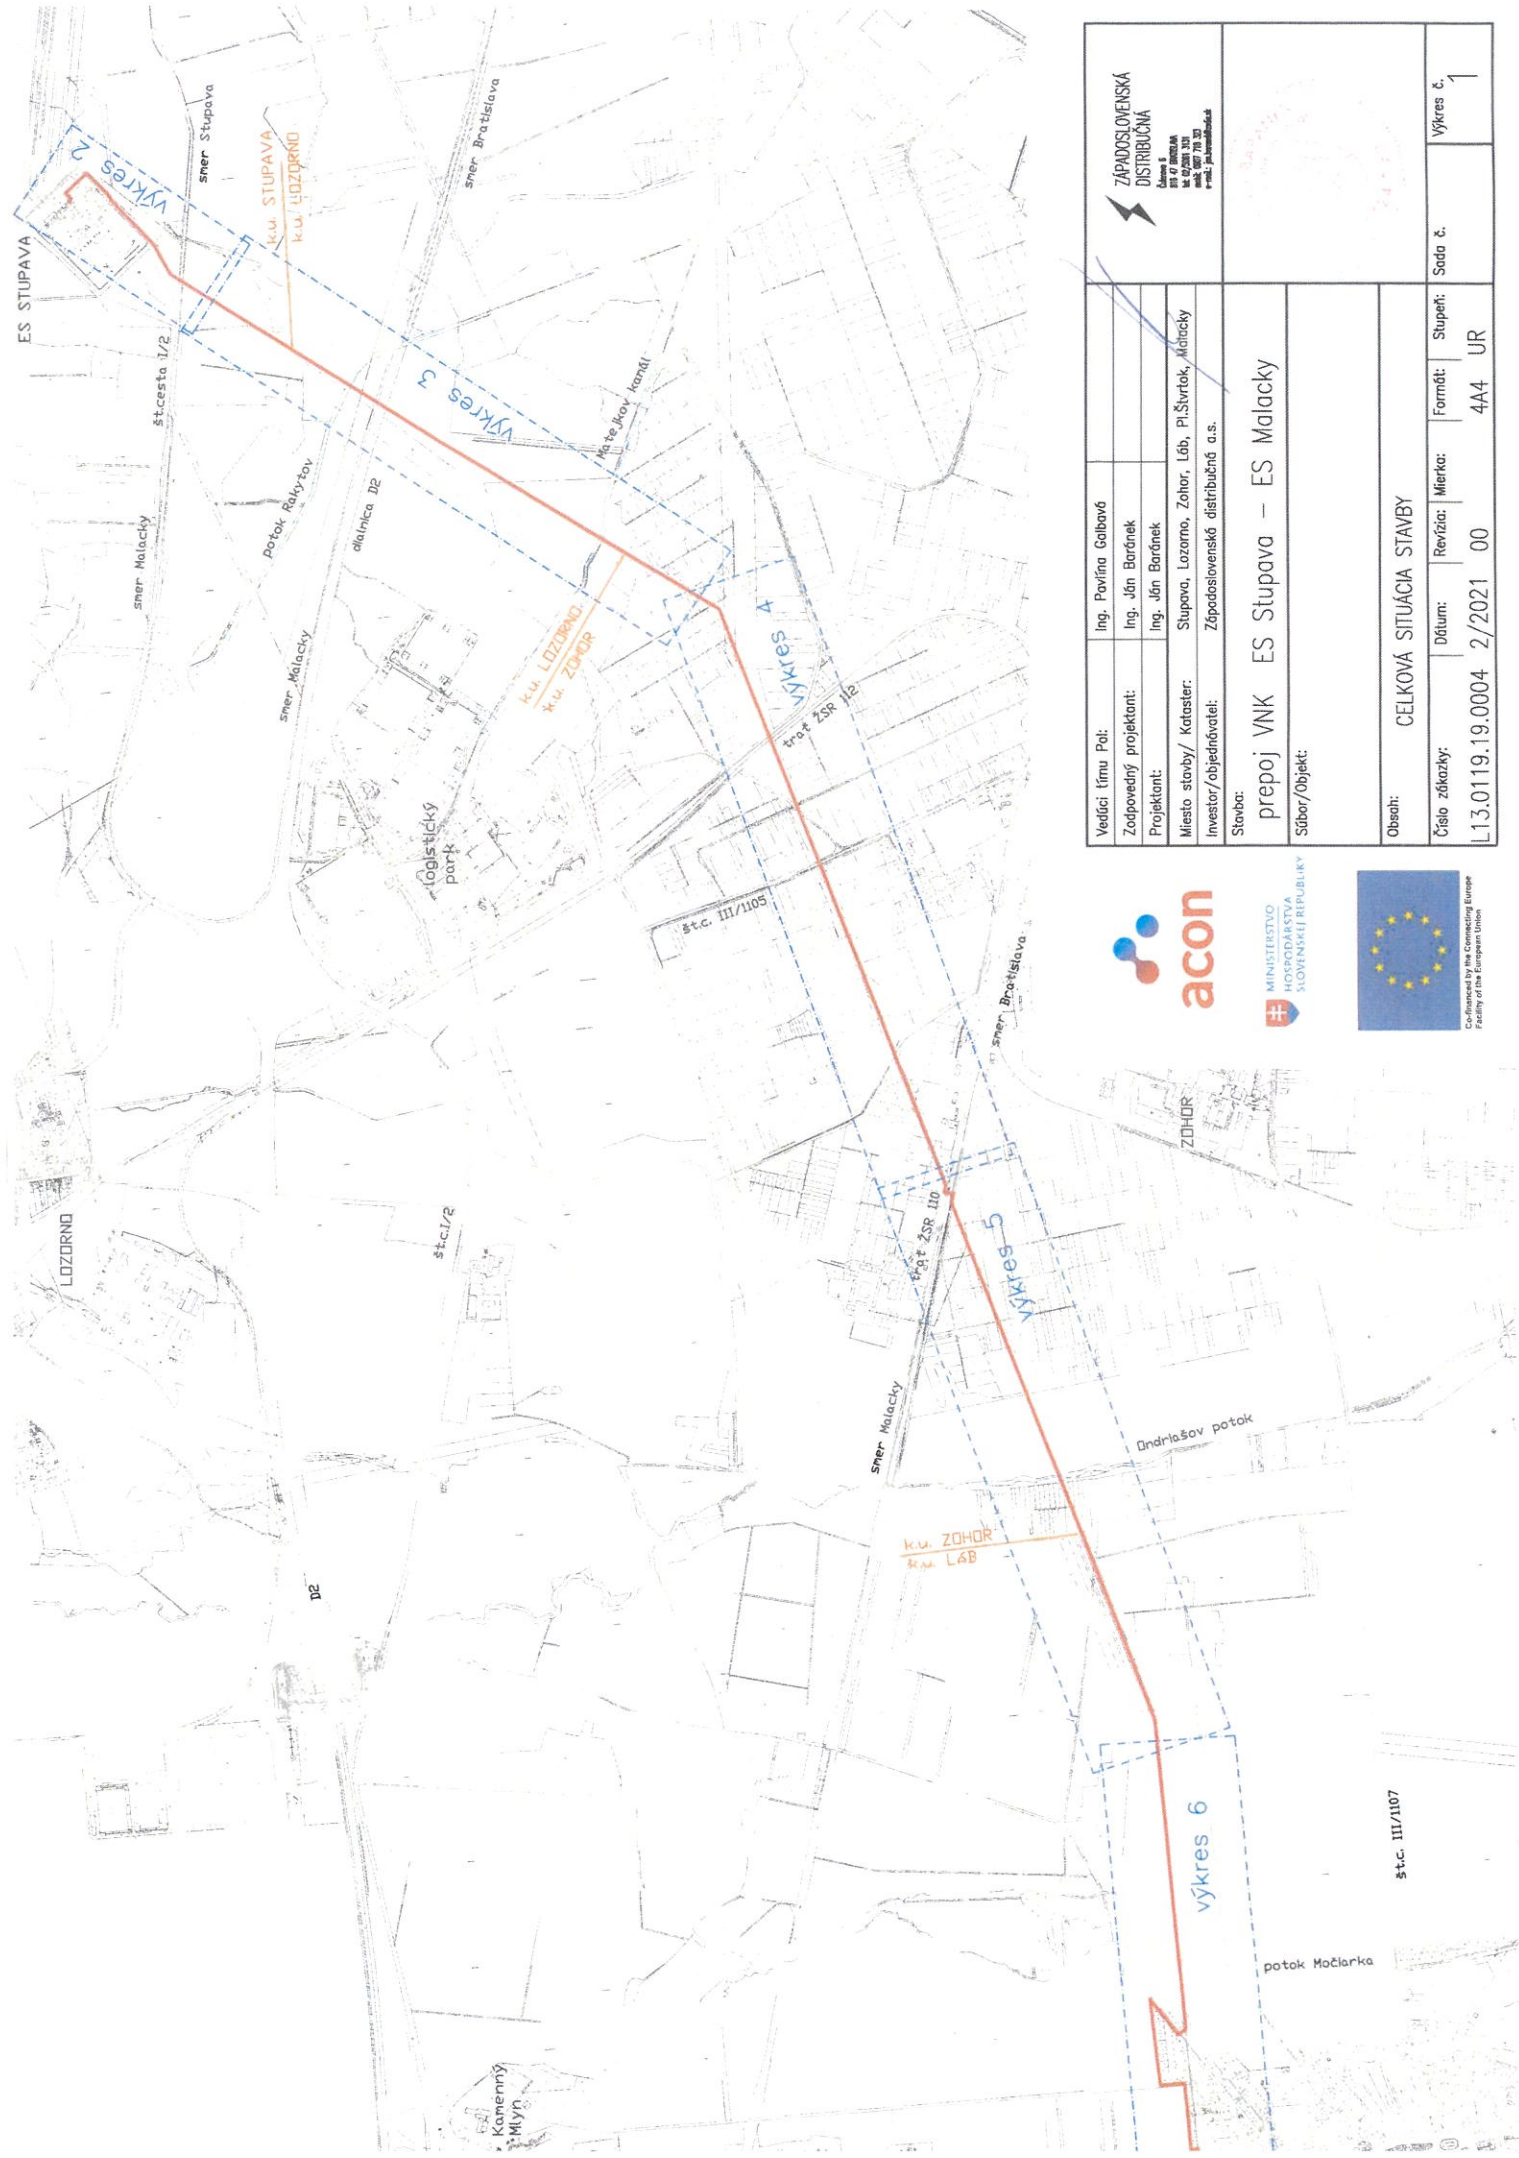 ES STUPAVA
výkres 2
smer Stupava
k.u. STUPAVA
k.u. LOZORNO
smer Bratislava
št.cesta I/2
smer Malacky
potok Rakytov
dialnica D2
výkres 3
Matejkov kanál
smer Malacky
k.u. LOZORNO
k.u. ZOHOR
výkres 4
trať ŽSR 112
logistický
park
št.c. III/1105
smer Bratislava
ZOHOR
LOZORNO
št.c.I/2
trať ŽSR 110
výkres 5
smer Malacky
Ondriašov potok
k.u. ZOHOR
k.u. LÁB
D2
výkres 6
št.c. III/1107
potok Močiarka
Kamenný
Mlyn
Vedúci tímu Pol: Ing. Pavlína Galbavá
Zodpovedný projektant: Ing. Ján Baránek
Projektant: Ing. Ján Baránek
Miesto stavby/ Kataster: Stupava, Lozorno, Zohor, Láb, Pl.Štvrtok, Malacky
Investor/objednávateľ: Západoslovenská distribučná a.s.
ZÁPADOSLOVENSKÁ
DISTRIBUČNÁ
Stavba:
prepoj VNK ES Stupava – ES Malacky
Súbor/Objekt:
Obsah:
CELKOVÁ SITUÁCIA STAVBY
Číslo zákazky: Dátum: Revízia: Mierka: Formát: Stupeň: Sada č. Výkres č.
L13.0119.19.0004 2/2021 00 4A4 UR 1
acon
MINISTERSTVO
HOSPODÁRSTVA
SLOVENSKEJ REPUBLIKY
Co-financed by the Connecting Europe
Facility of the European Union